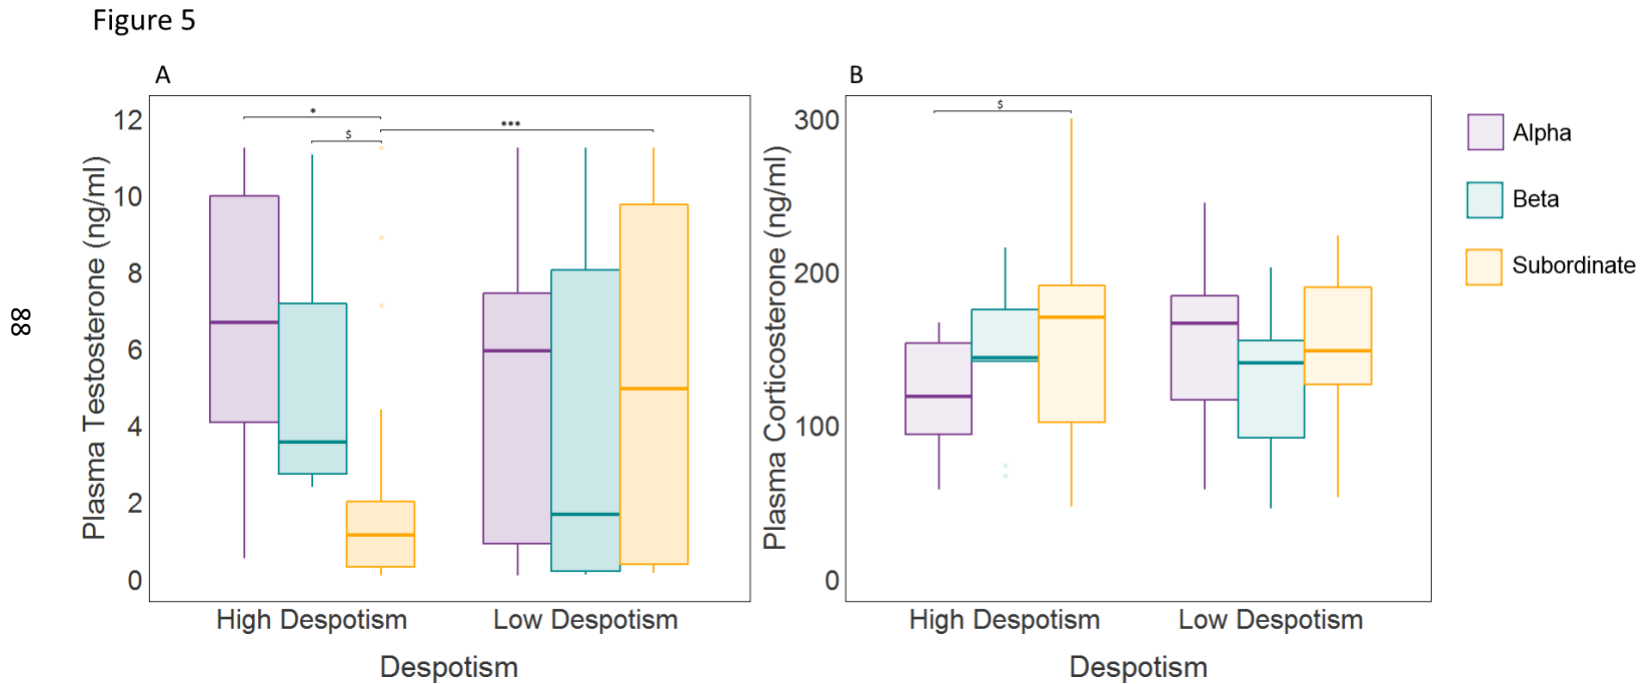 Figure 5
A
*
$
***
12
10
8
6
4
2
0
Plasma Testosterone (ng/ml)
High Despotism
Low Despotism
Despotism
B
$
300
200
100
0
Plasma Corticosterone (ng/ml)
High Despotism
Low Despotism
Despotism
Alpha
Beta
Subordinate
88